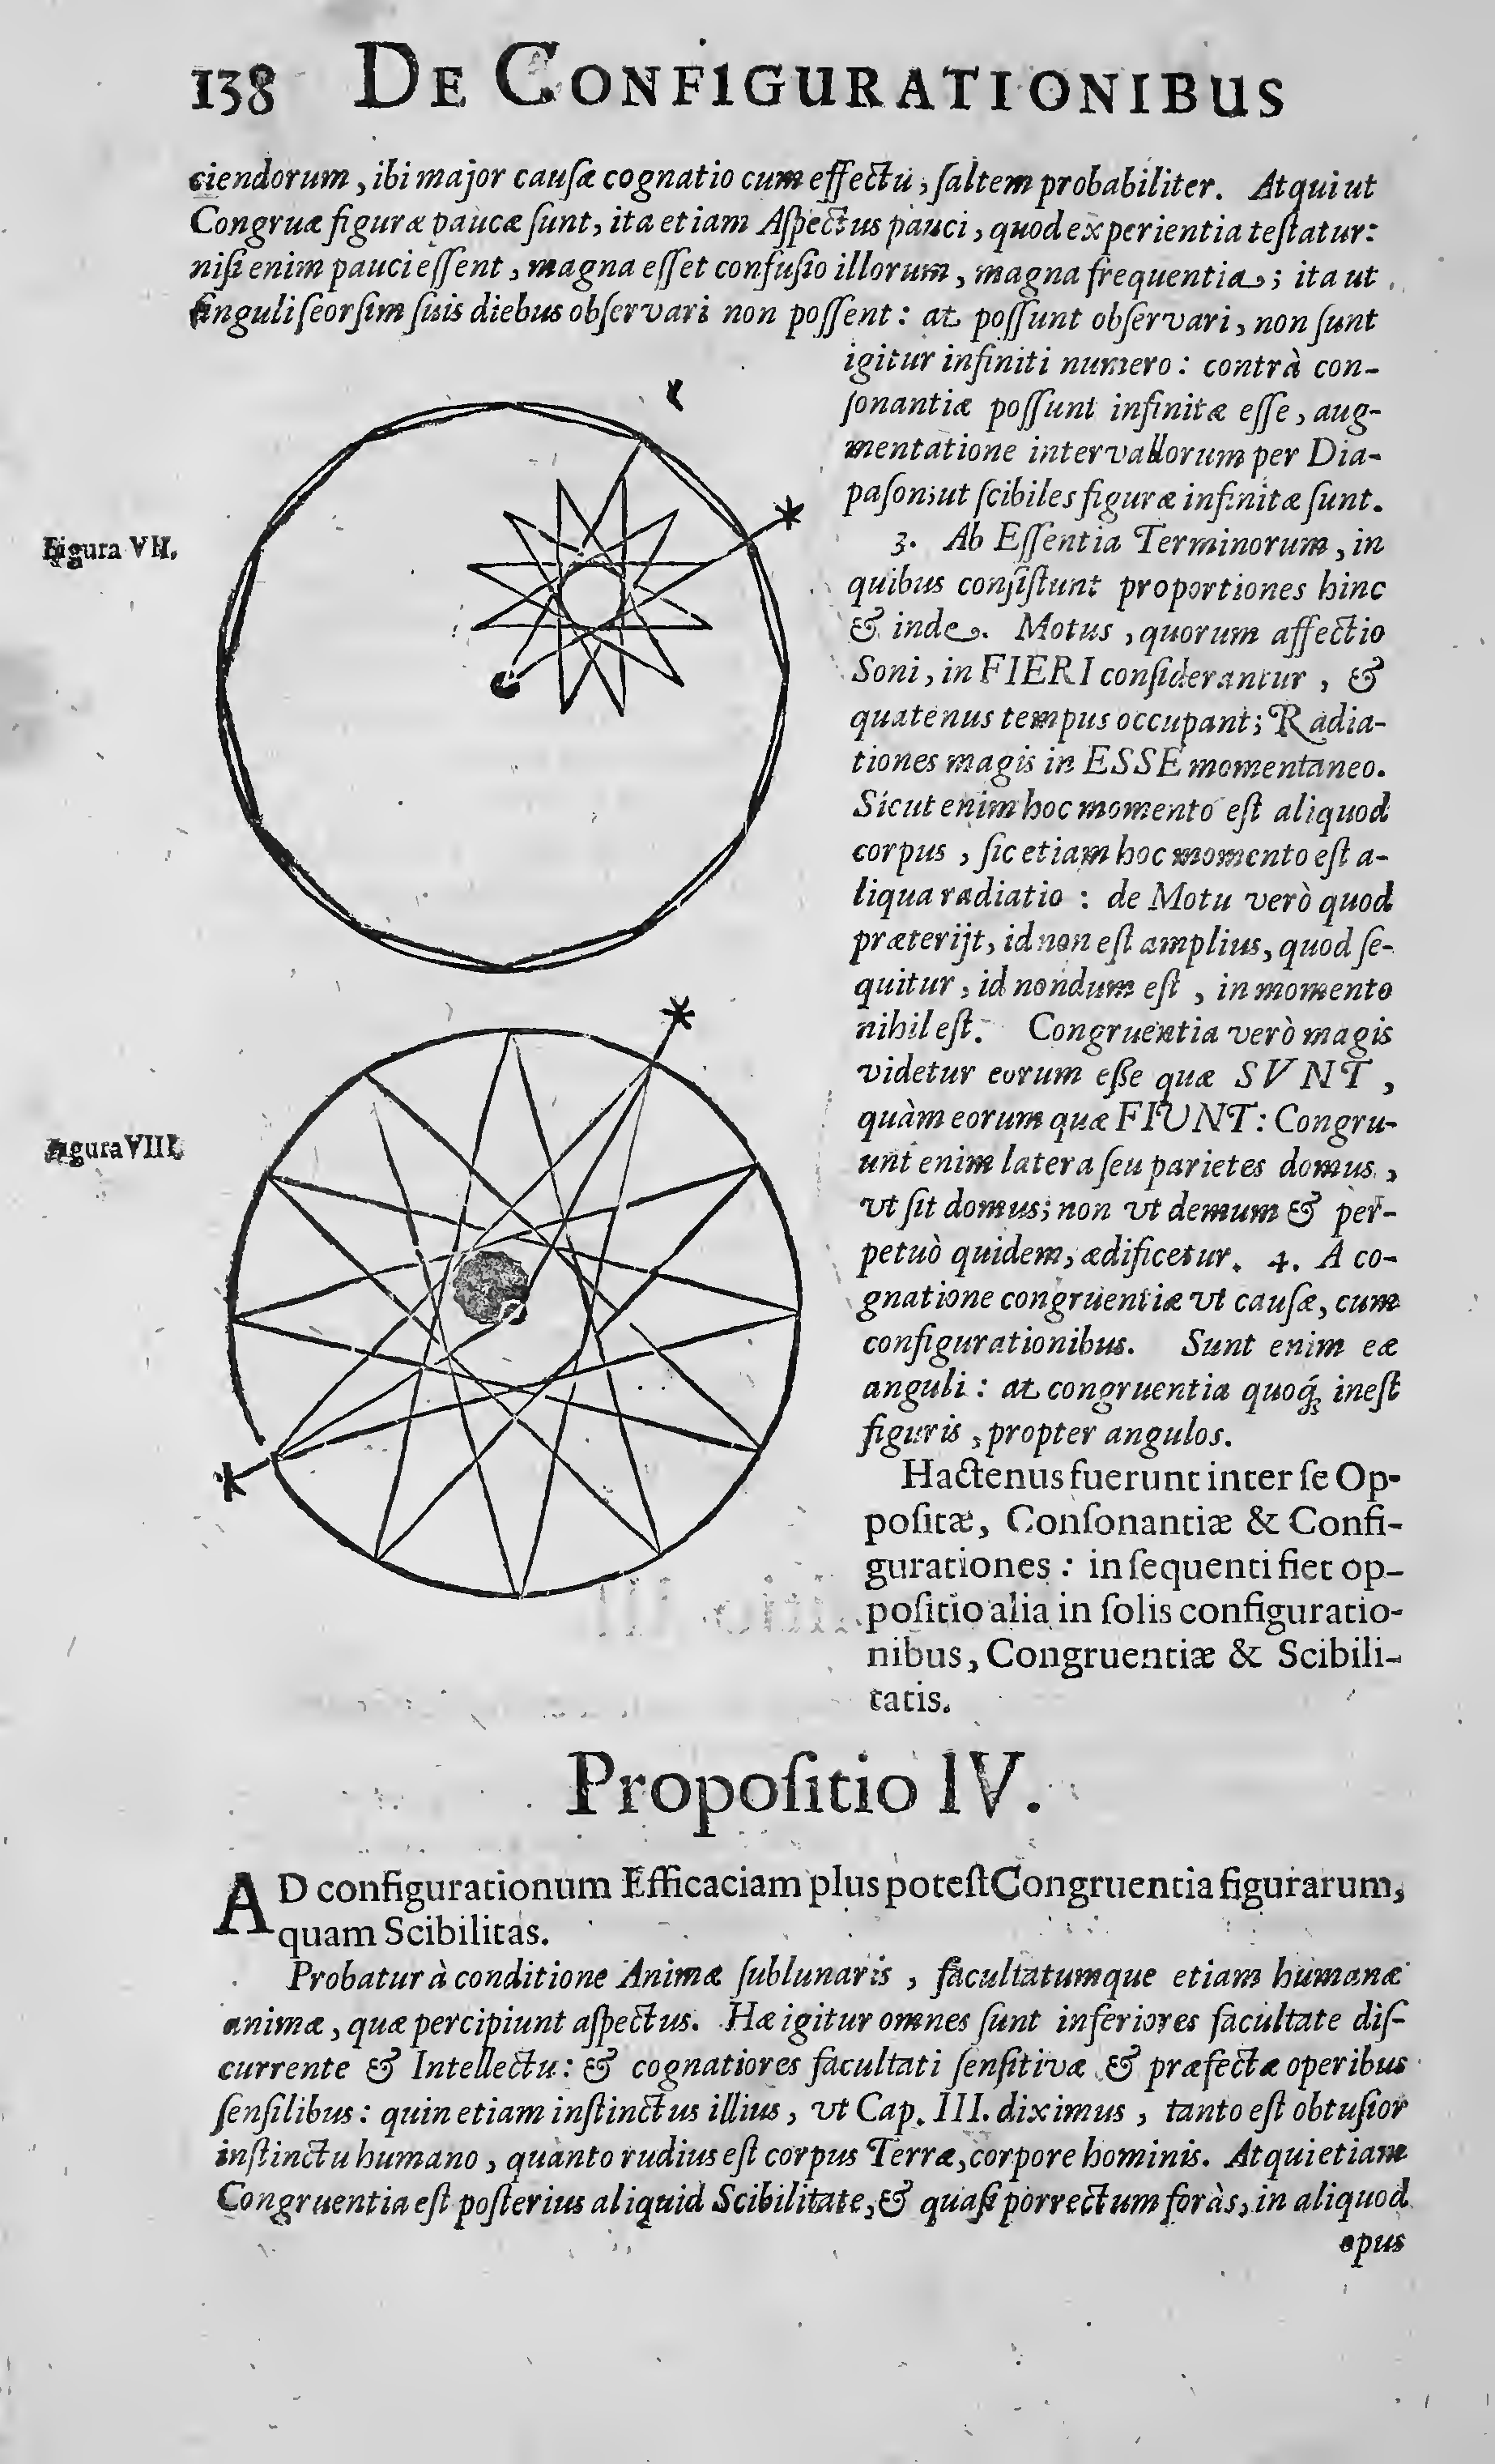 138 DE CONFIGURATIONIBUS
ciendorum, ibi major cauſæ cognatio cum effectu, ſaltem probabiliter. Atqui ut
Congruæ figuræ paucæ ſunt, ita etiam Aſpectus pauci, quod experientia teſtatur:
niſi enim pauci eſſent, magna eſſet confuſio illorum, magna frequentia; ita ut
ſinguli ſeorſim ſuis diebus obſervari non poſſent: at poſſunt obſervari, non ſunt
igitur infiniti numero: contrà con-
ſonantiæ poſſunt infinitæ eſſe, aug-
mentatione intervallorum per Dia-
paſon; ut ſcibiles figuræ infinitæ ſunt.
3. Ab Eſſentia Terminorum, in
quibus conſiſtunt proportiones hinc
& inde. Motus, quorum affectio
Soni, in FIERI conſiderantur, &
quatenus tempus occupant; Radia-
tiones magis in ESSE momentaneo.
Sicut enim hoc momento eſt aliquod
corpus, ſic etiam hoc momento eſt a-
liqua radiatio: de Motu verò quod
præterijt, id non eſt amplius, quod ſe-
quitur, id nondum eſt, in momento
nihil eſt. Congruentia verò magis
videtur eorum eſſe quæ SVNT,
quàm eorum quæ FIUNT: Congru-
unt enim latera ſeu parietes domus,
vt ſit domus; non vt demum & per-
petuò quidem, ædificetur. 4. A co-
gnatione congruentiæ vt cauſæ, cum
configurationibus. Sunt enim eæ
anguli: at congruentia quoq́ꝫ ineſt
figuris, propter angulos.
Hactenus fuerunt inter ſe Op-
poſitæ, Conſonantiæ & Confi-
gurationes: in ſequenti fiet op-
poſitio alia in ſolis configuratio-
nibus, Congruentiæ & Scibili-
tatis.
Figura VII.
Figura VIII.
Propoſitio IV.
AD configurationum Efficaciam plus poteſt Congruentia figurarum,
quam Scibilitas.
Probatur à conditione Animæ ſublunaris, facultatumque etiam humanæ
animæ, quæ percipiunt aſpectus. Hæ igitur omnes ſunt inferiores facultate diſ-
currente & Intellectu: & cognatiores facultati ſenſitivæ & præfectæ operibus
ſenſilibus: quin etiam inſtinctus illius, vt Cap. III. diximus, tanto eſt obtuſior
inſtinctu humano, quanto rudius eſt corpus Terræ, corpore hominis. Atqui etiam
Congruentia eſt poſterius aliquid Scibilitate, & quaſi porrectum foràs, in aliquod
opus